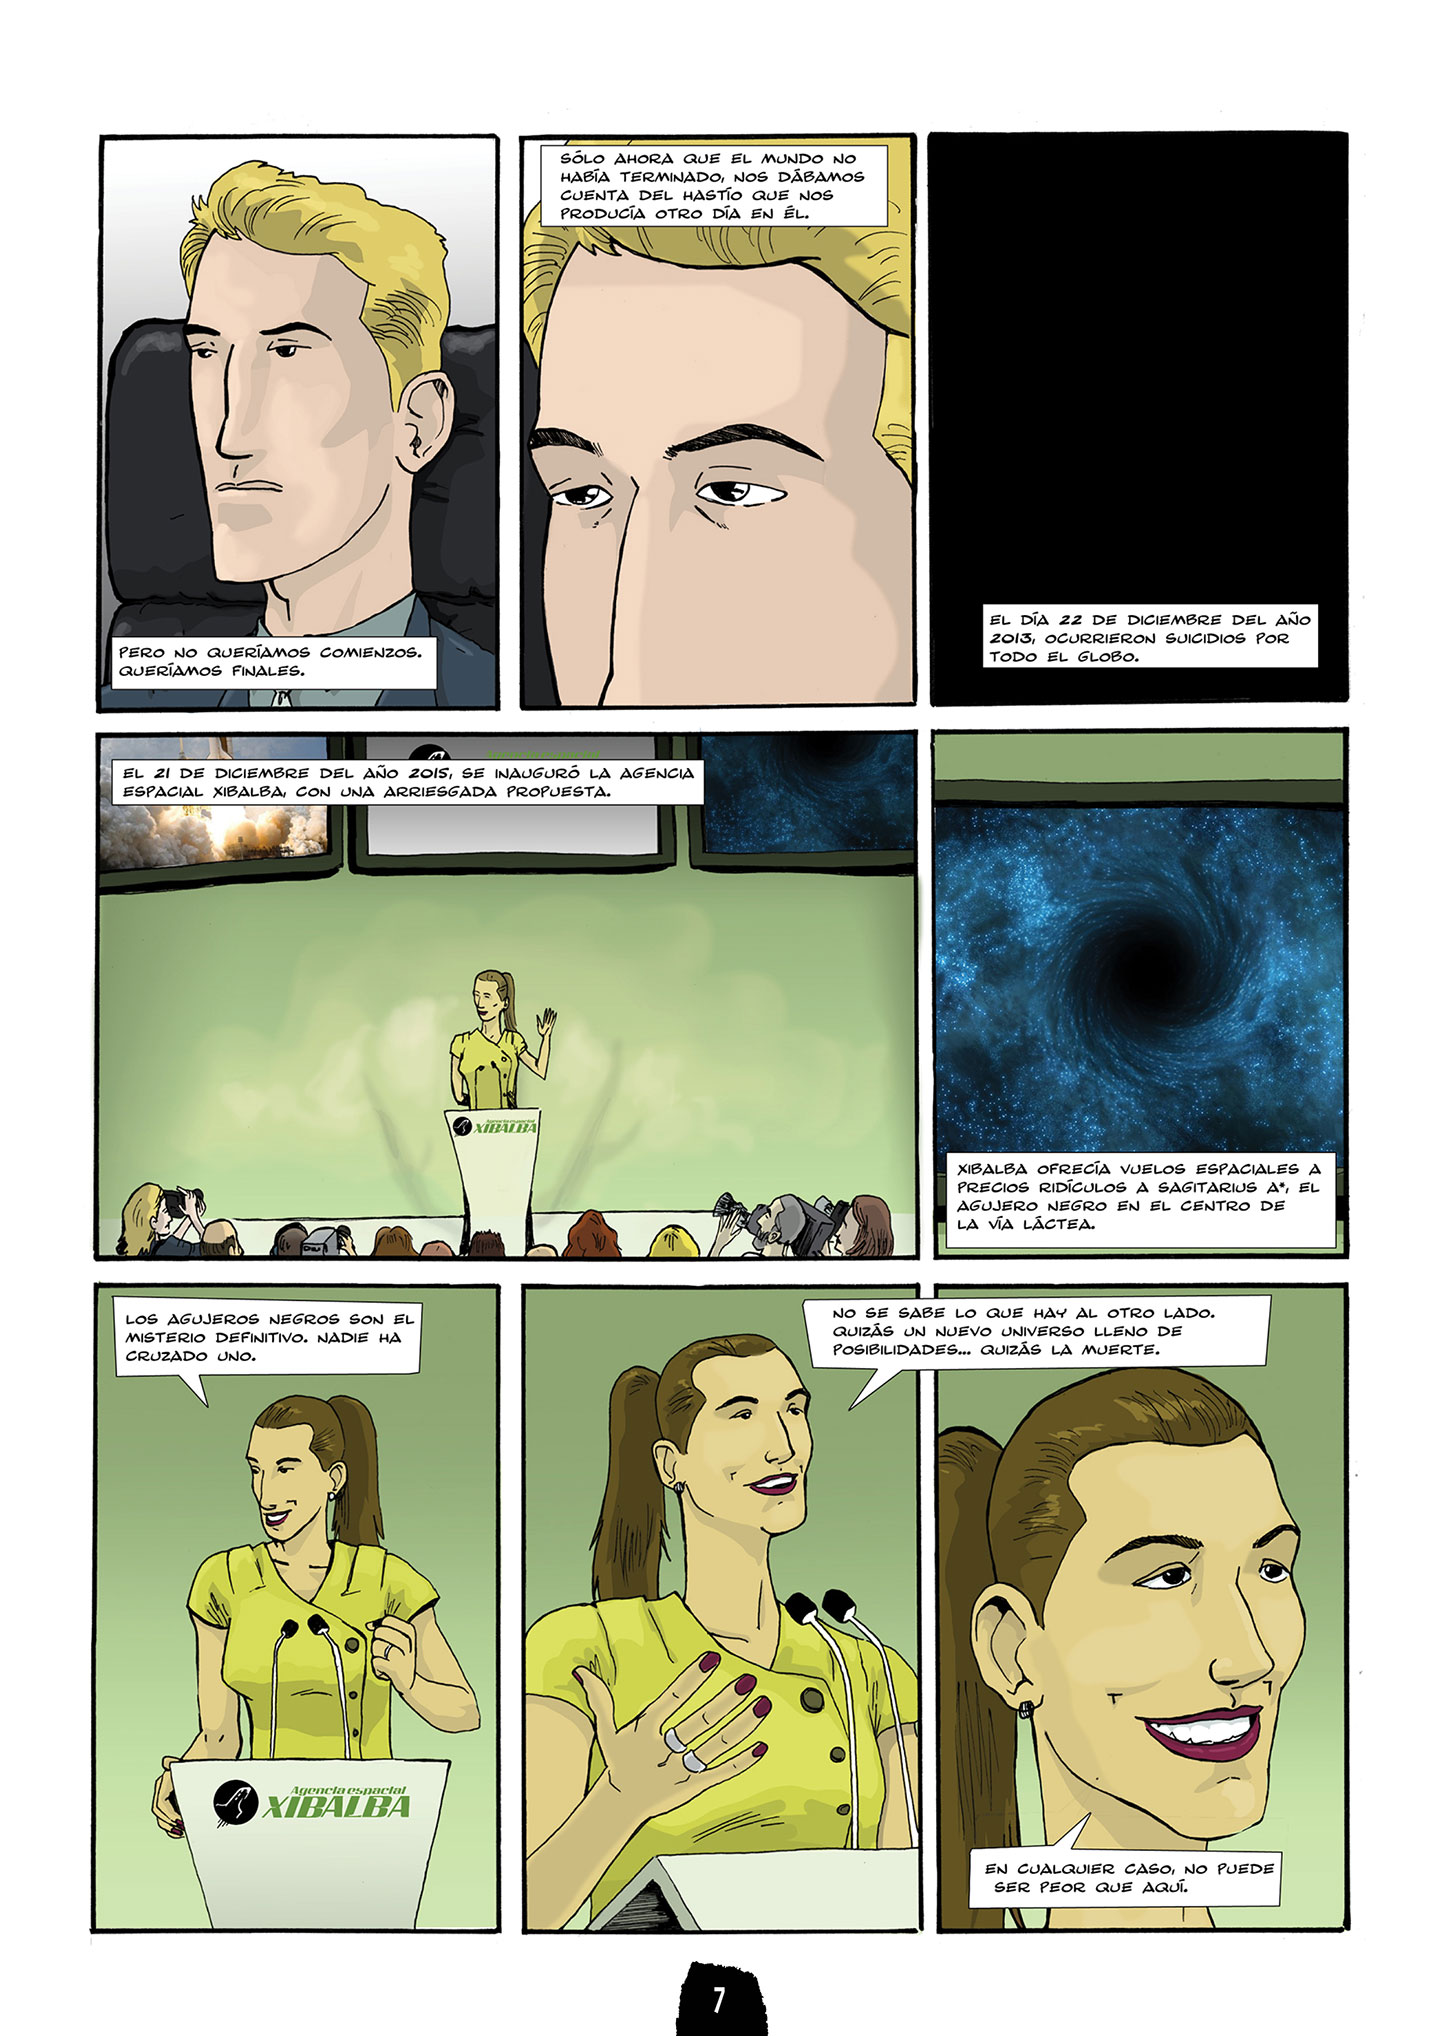 PERO NO QUERÍAMOS COMIENZOS.
QUERÍAMOS FINALES.
SÓLO AHORA QUE EL MUNDO NO
HABÍA TERMINADO, NOS DÁBAMOS
CUENTA DEL HASTÍO QUE NOS
PRODUCÍA OTRO DÍA EN ÉL.
EL DÍA 22 DE DICIEMBRE DEL AÑO
2013, OCURRIERON SUICIDIOS POR
TODO EL GLOBO.
EL 21 DE DICIEMBRE DEL AÑO 2015, SE INAUGURÓ LA AGENCIA
ESPACIAL XIBALBA, CON UNA ARRIESGADA PROPUESTA.
Agencia espacial
XIBALBA
XIBALBA OFRECÍA VUELOS ESPACIALES A
PRECIOS RIDÍCULOS A SAGITARIUS A*, EL
AGUJERO NEGRO EN EL CENTRO DE
LA VÍA LÁCTEA.
LOS AGUJEROS NEGROS SON EL
MISTERIO DEFINITIVO. NADIE HA
CRUZADO UNO.
Agencia espacial
XIBALBA
NO SE SABE LO QUE HAY AL OTRO LADO.
QUIZÁS UN NUEVO UNIVERSO LLENO DE
POSIBILIDADES... QUIZÁS LA MUERTE.
EN CUALQUIER CASO, NO PUEDE
SER PEOR QUE AQUÍ.
7